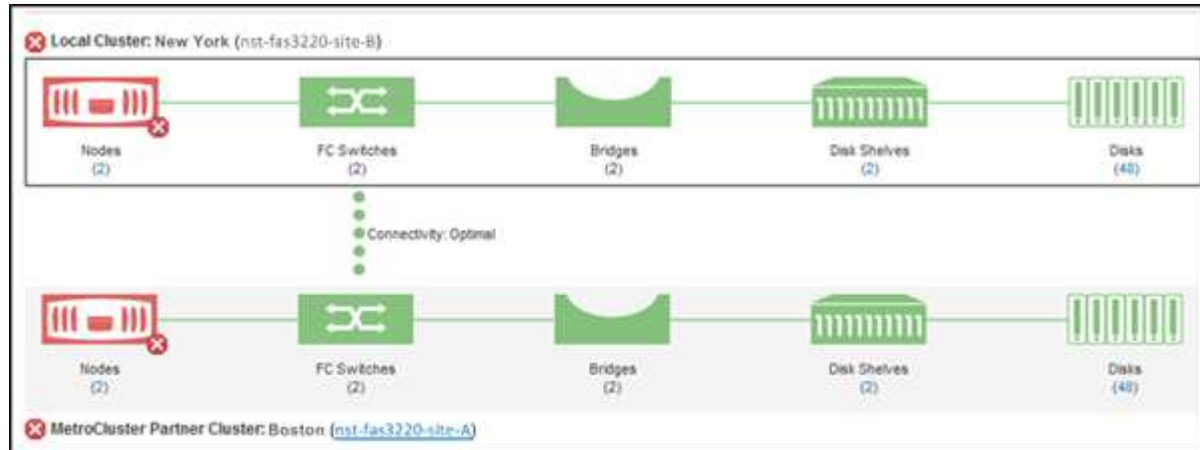 Local Cluster: New York (nst-fas3220-site-B)
Nodes FC Switches Bridges Disk Shelves Disks
(2) (2) (2) (2) (48)
Connectivity: Optimal
Nodes FC Switches Bridges Disk Shelves Disks
(2) (2) (2) (2) (48)
MetroCluster Partner Cluster: Boston (nst-fas3220-site-A)